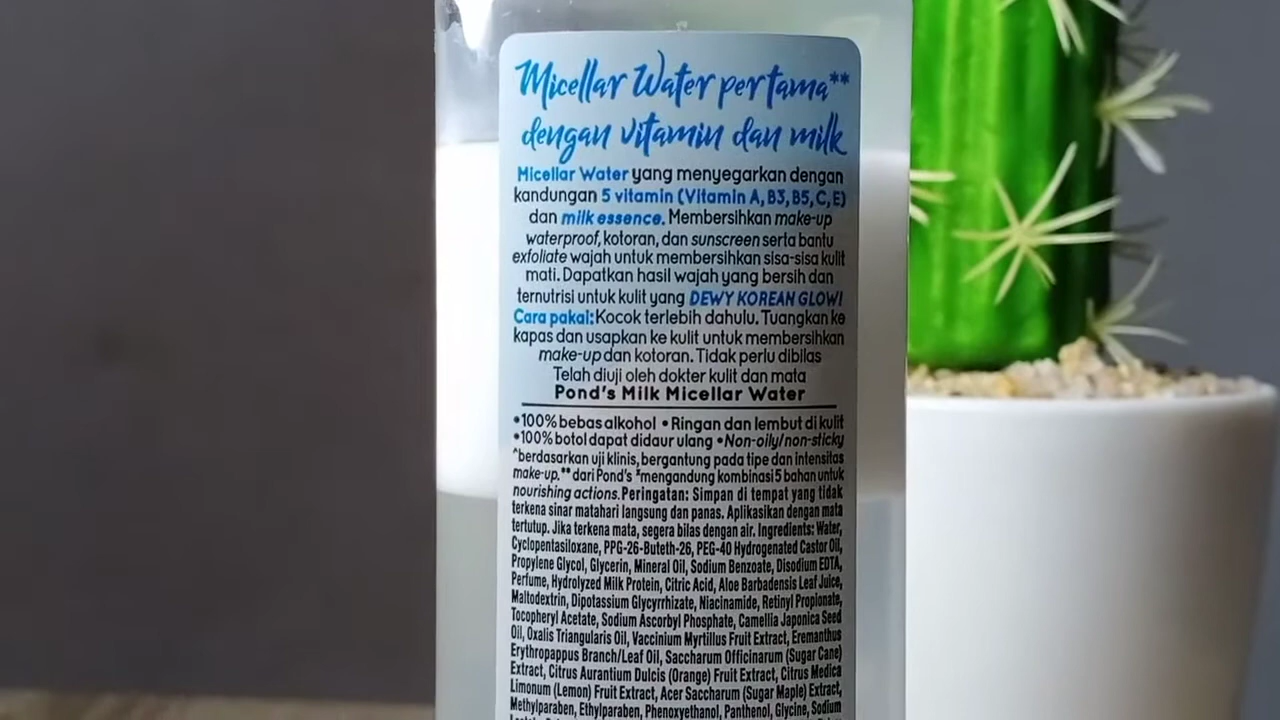 Micellar Water pertama**
dengan vitamin dan milk
Micellar Water yang menyegarkan dengan
kandungan 5 vitamin (Vitamin A, B3, B5, C, E)
dan milk essence. Membersihkan make-up
waterproof, kotoran, dan sunscreen serta bantu
exfoliate wajah untuk membersihkan sisa-sisa kulit
mati. Dapatkan hasil wajah yang bersih dan
ternutrisi untuk kulit yang DEWY KOREAN GLOW!
Cara pakai: Kocok terlebih dahulu. Tuangkan ke
kapas dan usapkan ke kulit untuk membersihkan
make-up dan kotoran. Tidak perlu dibilas
Telah diuji oleh dokter kulit dan mata
Pond's Milk Micellar Water
•100% bebas alkohol •Ringan dan lembut di kulit
•100% botol dapat didaur ulang •Non-oily/non-sticky
^berdasarkan uji klinis, bergantung pada tipe dan intensitas
make-up.** dari Pond's ˣmengandung kombinasi 5 bahan untuk
nourishing actions. Peringatan: Simpan di tempat yang tidak
terkena sinar matahari langsung dan panas. Aplikasikan dengan mata
tertutup. Jika terkena mata, segera bilas dengan air. Ingredients: Water,
Cyclopentasiloxane, PPG-26-Buteth-26, PEG-40 Hydrogenated Castor Oil,
Propylene Glycol, Glycerin, Mineral Oil, Sodium Benzoate, Disodium EDTA,
Perfume, Hydrolyzed Milk Protein, Citric Acid, Aloe Barbadensis Leaf Juice,
Maltodextrin, Dipotassium Glycyrrhizate, Niacinamide, Retinyl Propionate,
Tocopheryl Acetate, Sodium Ascorbyl Phosphate, Camellia Japonica Seed
Oil, Oxalis Triangularis Oil, Vaccinium Myrtillus Fruit Extract, Eremanthus
Erythropappus Branch/Leaf Oil, Saccharum Officinarum (Sugar Cane)
Extract, Citrus Aurantium Dulcis (Orange) Fruit Extract, Citrus Medica
Limonum (Lemon) Fruit Extract, Acer Saccharum (Sugar Maple) Extract,
Methylparaben, Ethylparaben, Phenoxyethanol, Panthenol, Glycine, Sodium